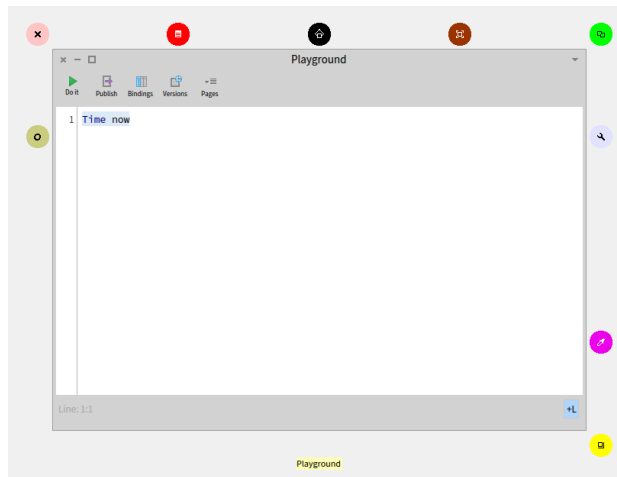 Playground
Do it Publish Bindings Versions Pages
1 Time now
Line: 1:1 +L
Playground